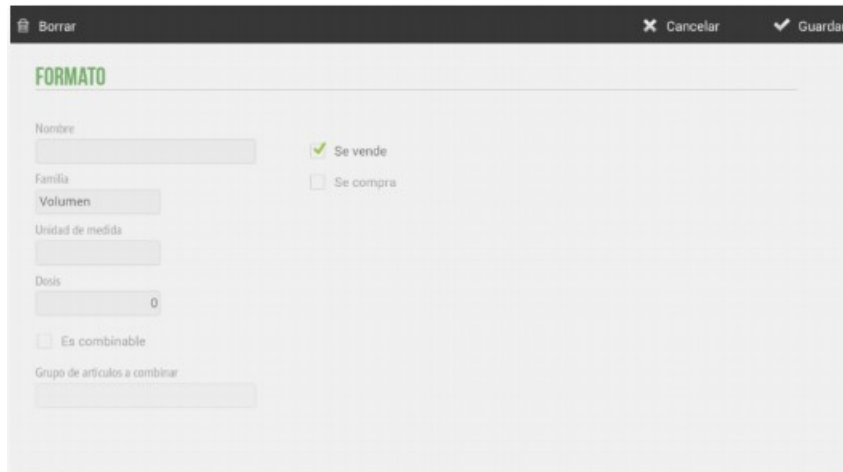 Borrar
Cancelar
Guardar
FORMATO
Nombre
Se vende
Familia
Se compra
Volumen
Unidad de medida
Dosis
0
Es combinable
Grupo de artículos a combinar